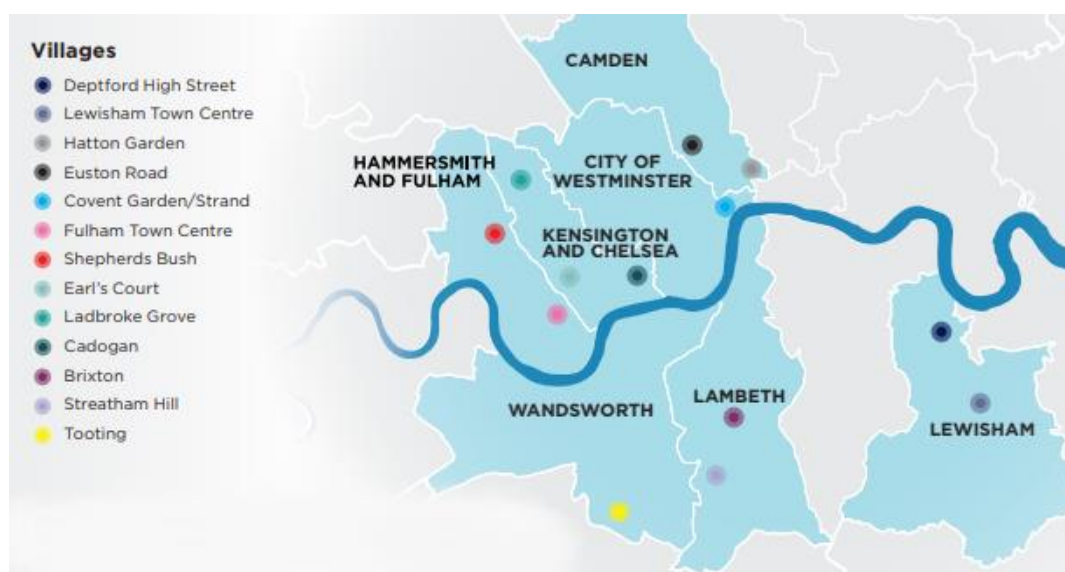 Villages
Deptford High Street
Lewisham Town Centre
Hatton Garden
Euston Road
Covent Garden/Strand
Fulham Town Centre
Shepherds Bush
Earl's Court
Ladbroke Grove
Cadogan
Brixton
Streatham Hill
Tooting
CAMDEN
HAMMERSMITH
AND FULHAM
CITY OF
WESTMINSTER
KENSINGTON
AND CHELSEA
WANDSWORTH
LAMBETH
LEWISHAM